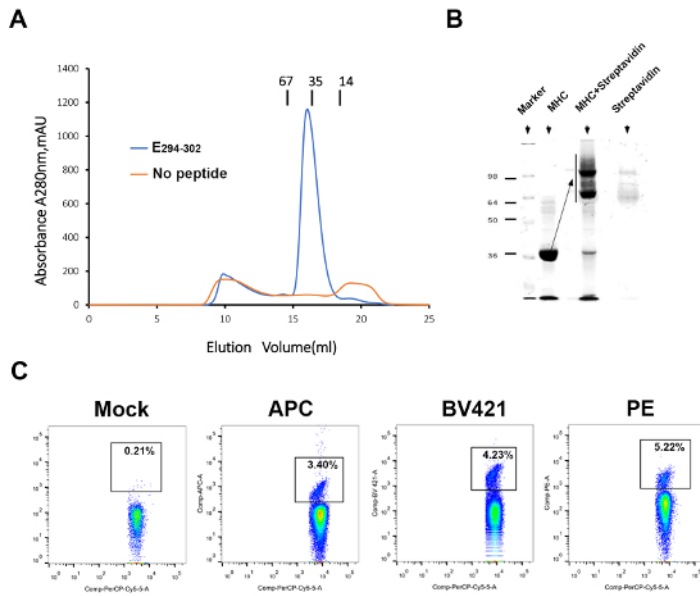 A
67 35 14
1400
1200
1000
800
600
400
200
0
0 5 10 15 20 25
Absorbance A280nm,mAU
Elution Volume(ml)
E294-302
No peptide
B
Marker
MHC
MHC+Streptavidin
Streptavidin
98
64
50
36
C
Mock
0.21%
Comp-PerCP-Cy5-5-A
APC
3.40%
Comp-APC-A
Comp-PerCP-Cy5-5-A
BV421
4.23%
Comp-BV421-A
Comp-PerCP-Cy5-5-A
PE
5.22%
Comp-PE-A
Comp-PerCP-Cy5-5-A